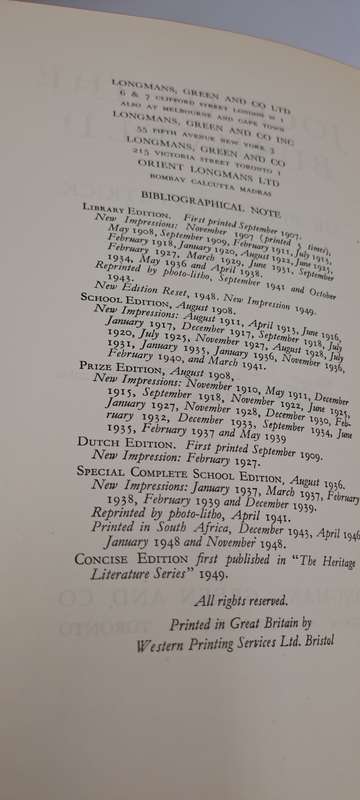 LONGMANS, GREEN AND CO LTD
6 & 7 CLIFFORD STREET LONDON W 1
ALSO AT MELBOURNE AND CAPE TOWN
LONGMANS, GREEN AND CO INC
55 FIFTH AVENUE NEW YORK 3
LONGMANS, GREEN AND CO
215 VICTORIA STREET TORONTO 1
ORIENT LONGMANS LTD
BOMBAY CALCUTTA MADRAS
BIBLIOGRAPHICAL NOTE
LIBRARY EDITION. First printed September 1907.
New Impressions: November 1907 (printed 5 times),
May 1908, September 1909, February 1911, July 1913,
February 1918, January 1920, August 1922, June 1925,
February 1927, March 1929, June 1931, September
1934, May 1936 and April 1938.
Reprinted by photo-litho, September 1941 and October
1943.
New Edition Reset, 1948. New Impression 1949.
SCHOOL EDITION, August 1908.
New Impressions: August 1911, April 1915, June 1916,
January 1917, December 1917, September 1918, July
1920, July 1925, November 1927, August 1928, July
1931, January 1935, January 1936, November 1936,
February 1940 and March 1941.
PRIZE EDITION, August 1908,
New Impressions: November 1910, May 1911, December
1915, September 1918, November 1922, June 1925,
January 1927, November 1928, December 1930, Feb-
ruary 1932, December 1933, September 1934, June
1935, February 1937 and May 1939
DUTCH EDITION. First printed September 1909.
New Impression: February 1927.
SPECIAL COMPLETE SCHOOL EDITION, August 1936.
New Impressions: January 1937, March 1937, February
1938, February 1939 and December 1939.
Reprinted by photo-litho, April 1941.
Printed in South Africa, December 1943, April 1946
January 1948 and November 1948.
CONCISE EDITION first published in "The Heritage
Literature Series" 1949.
All rights reserved.
Printed in Great Britain by
Western Printing Services Ltd. Bristol